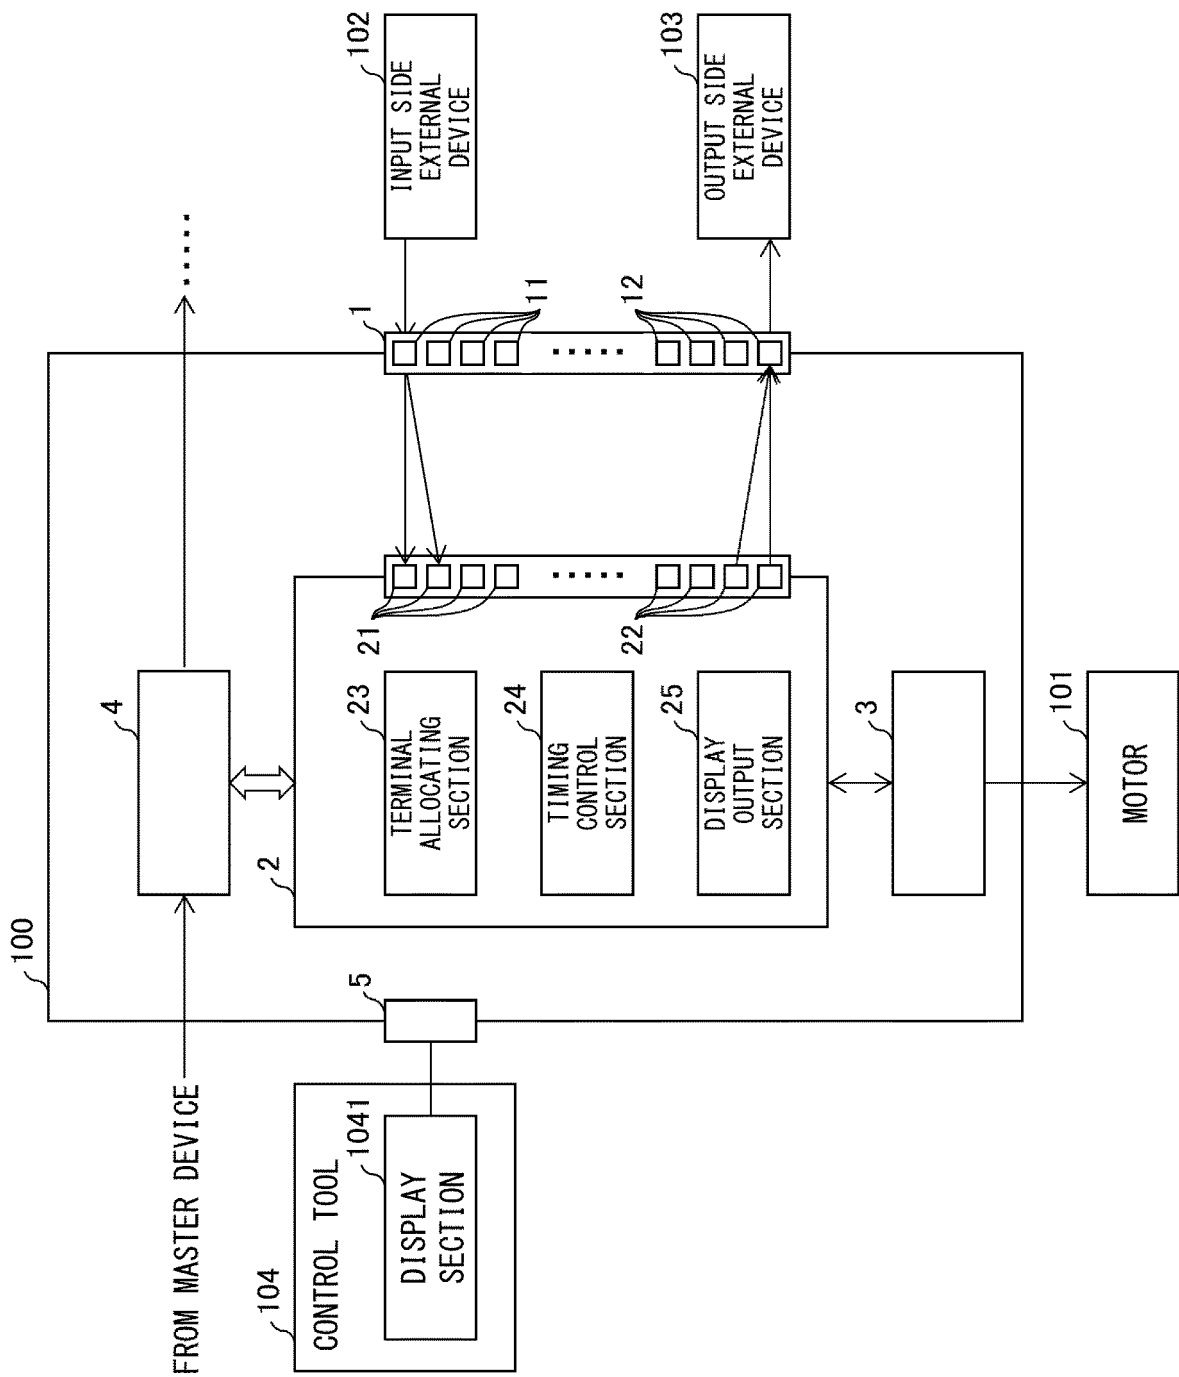 100
FROM MASTER DEVICE
4
.....
104
CONTROL TOOL
1041
DISPLAY
SECTION
5
2
23
TERMINAL
ALLOCATING
SECTION
24
TIMING
CONTROL
SECTION
25
DISPLAY
OUTPUT
SECTION
21
.....
22
1
11
.....
12
102
INPUT SIDE
EXTERNAL
DEVICE
103
OUTPUT SIDE
EXTERNAL
DEVICE
3
101
MOTOR